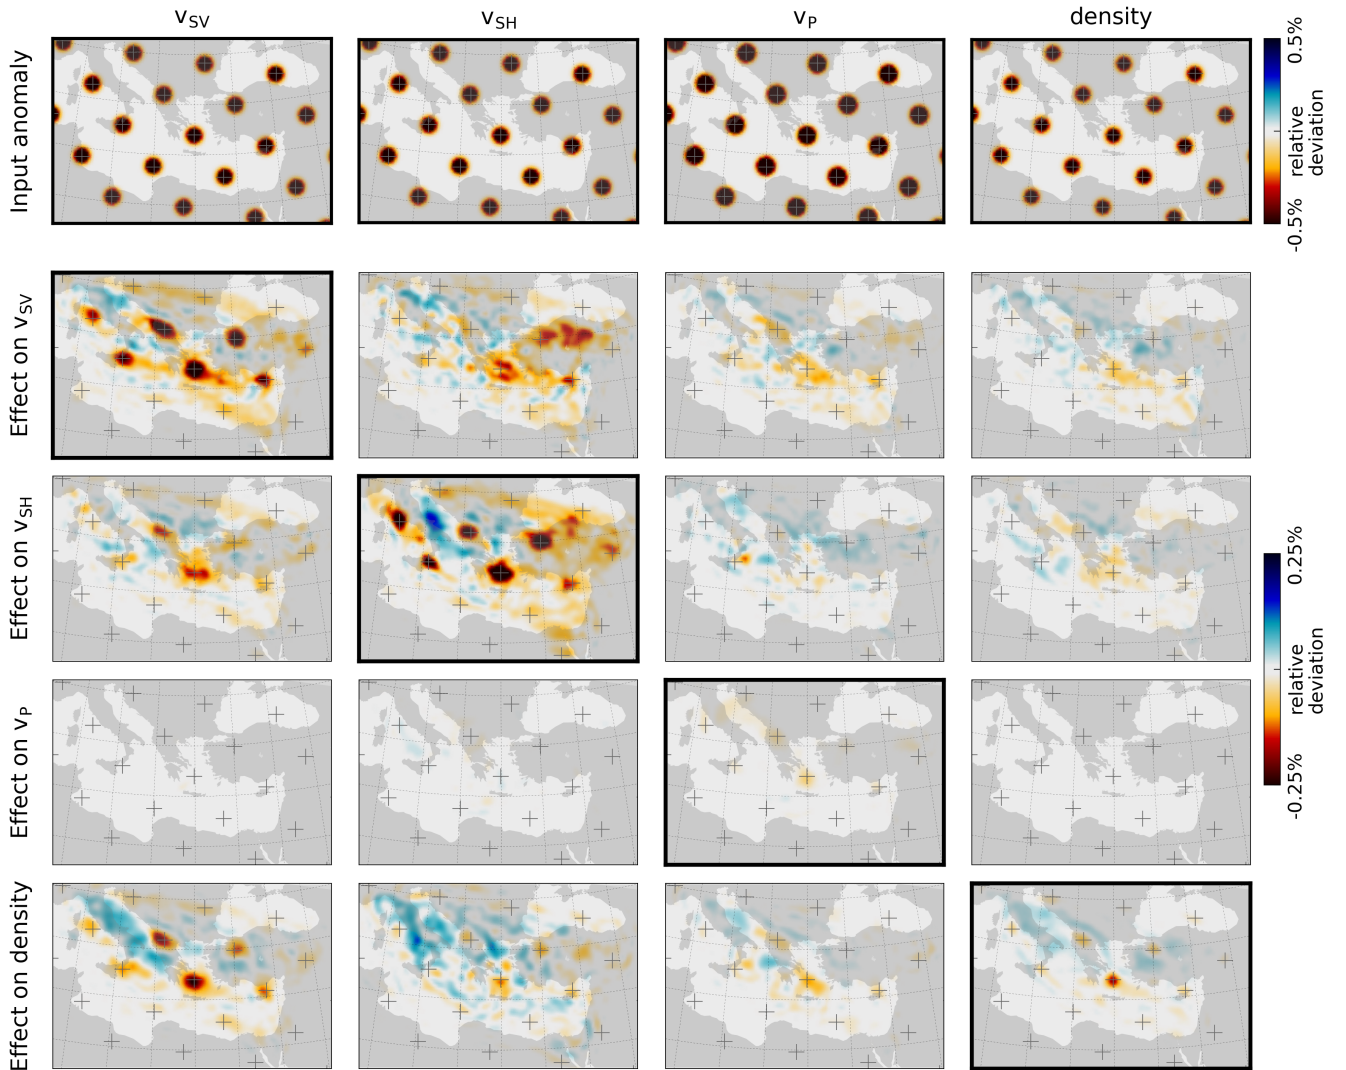 vSV
vSH
vP
density
Input anomaly
0.5%
relative
deviation
-0.5%
Effect on vSV
Effect on vSH
0.25%
relative
deviation
-0.25%
Effect on vP
Effect on density